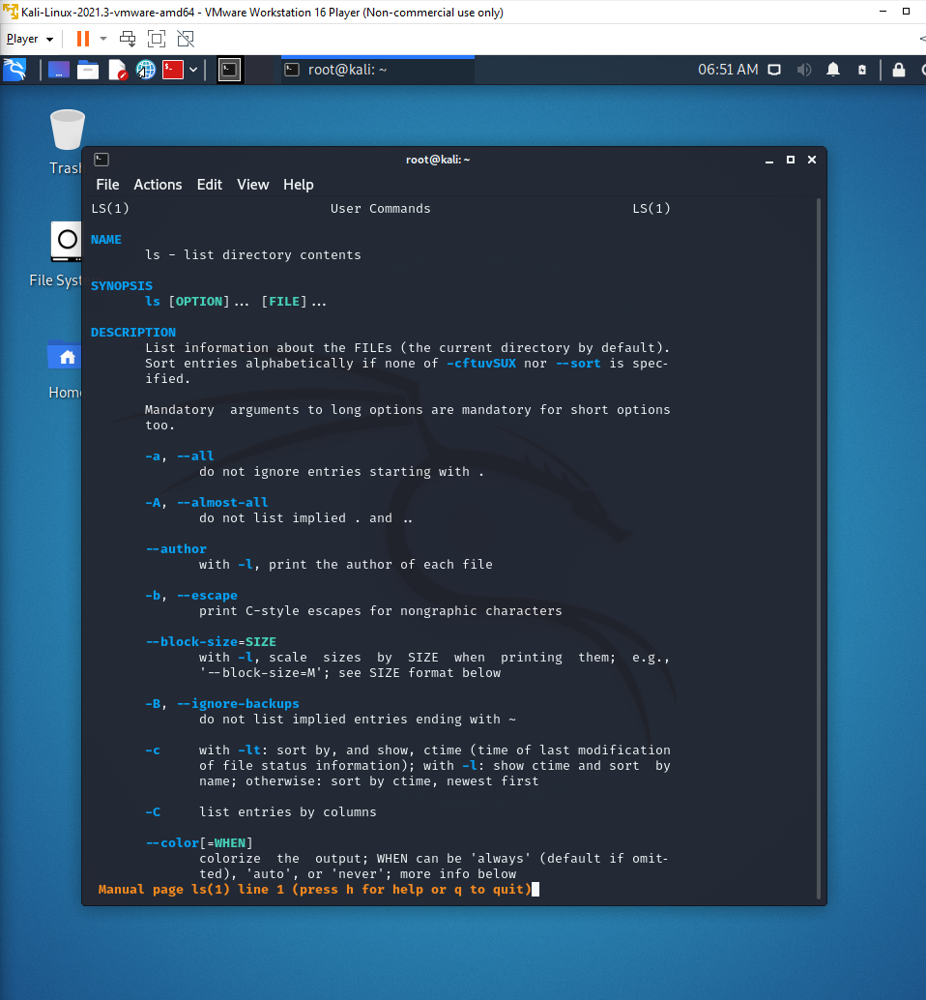 Kali-Linux-2021.3-vmware-amd64 - VMware Workstation 16 Player (Non-commercial use only)
Player
root@kali: ~
06:51 AM
Trash
File Syst
Home
root@kali: ~
File Actions Edit View Help
LS(1) User Commands LS(1)
NAME
ls - list directory contents
SYNOPSIS
ls [OPTION]... [FILE]...
DESCRIPTION
List information about the FILEs (the current directory by default).
Sort entries alphabetically if none of -cftuvSUX nor --sort is spec-
ified.
Mandatory arguments to long options are mandatory for short options
too.
-a, --all
do not ignore entries starting with .
-A, --almost-all
do not list implied . and ..
--author
with -l, print the author of each file
-b, --escape
print C-style escapes for nongraphic characters
--block-size=SIZE
with -l, scale sizes by SIZE when printing them; e.g.,
'--block-size=M'; see SIZE format below
-B, --ignore-backups
do not list implied entries ending with ~
-c with -lt: sort by, and show, ctime (time of last modification
of file status information); with -l: show ctime and sort by
name; otherwise: sort by ctime, newest first
-C list entries by columns
--color[=WHEN]
colorize the output; WHEN can be 'always' (default if omit-
ted), 'auto', or 'never'; more info below
Manual page ls(1) line 1 (press h for help or q to quit)